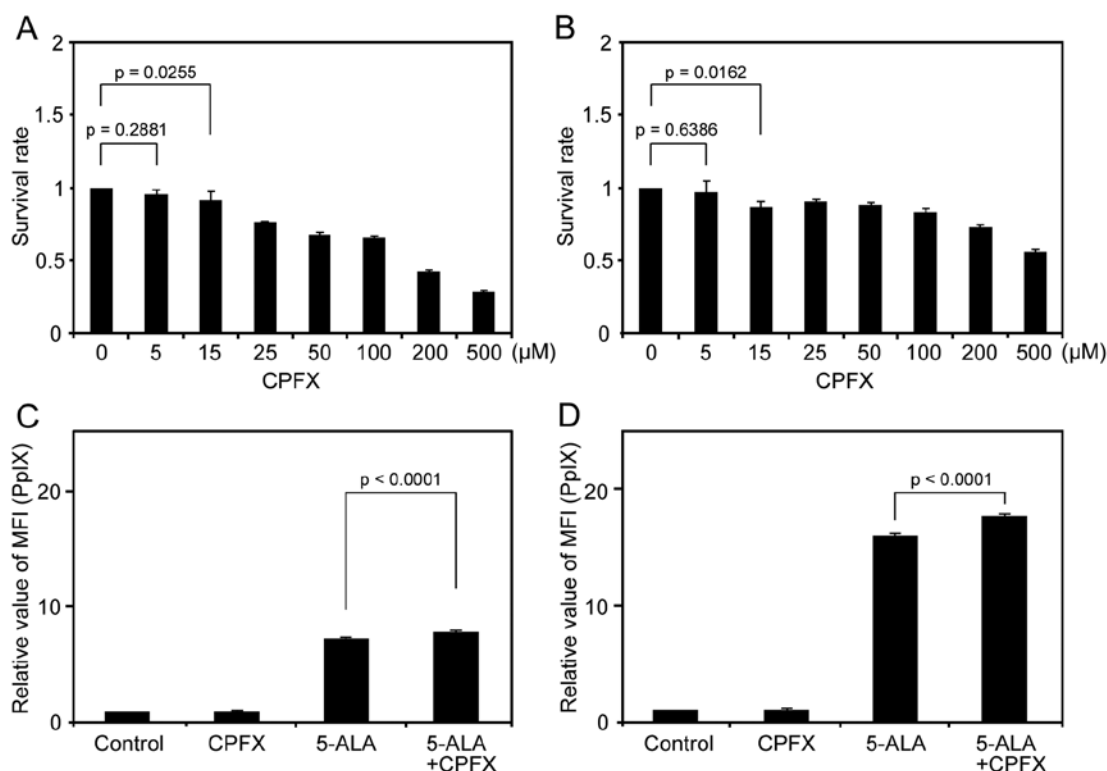 A
Survival rate
2
1.5
1
0.5
0
p = 0.0255
p = 0.2881
0 5 15 25 50 100 200 500 (µM)
CPFX
B
Survival rate
2
1.5
1
0.5
0
p = 0.0162
p = 0.6386
0 5 15 25 50 100 200 500 (µM)
CPFX
C
Relative value of MFI (PpIX)
20
10
0
p < 0.0001
Control CPFX 5-ALA 5-ALA
+CPFX
D
Relative value of MFI (PpIX)
20
10
0
p < 0.0001
Control CPFX 5-ALA 5-ALA
+CPFX